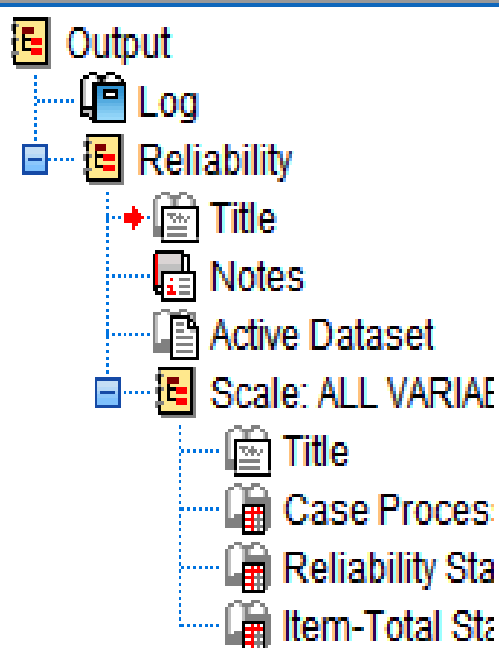 Output
Log
Reliability
Title
Notes
Active Dataset
Scale: ALL VARIAB
Title
Case Proces
Reliability Sta
Item-Total Sta